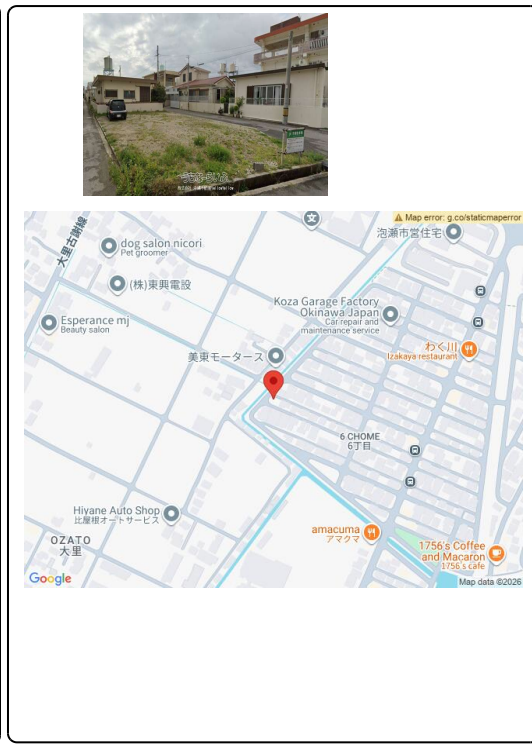 Map error: g.co/staticmaperror
泡瀬市営住宅
大里古謝線
dog salon nicori
Pet groomer
(株)東興電設
Koza Garage Factory
Okinawa Japan
Car repair and
maintenance service
Esperance mj
Beauty salon
わく川
Izakaya restaurant
美東モータース
6 CHOME
6丁目
Hiyane Auto Shop
比屋根オートサービス
OZATO
大里
amacuma
アマクマ
1756's Coffee
and Macaron
1756's cafe
Google
Map data ©2026